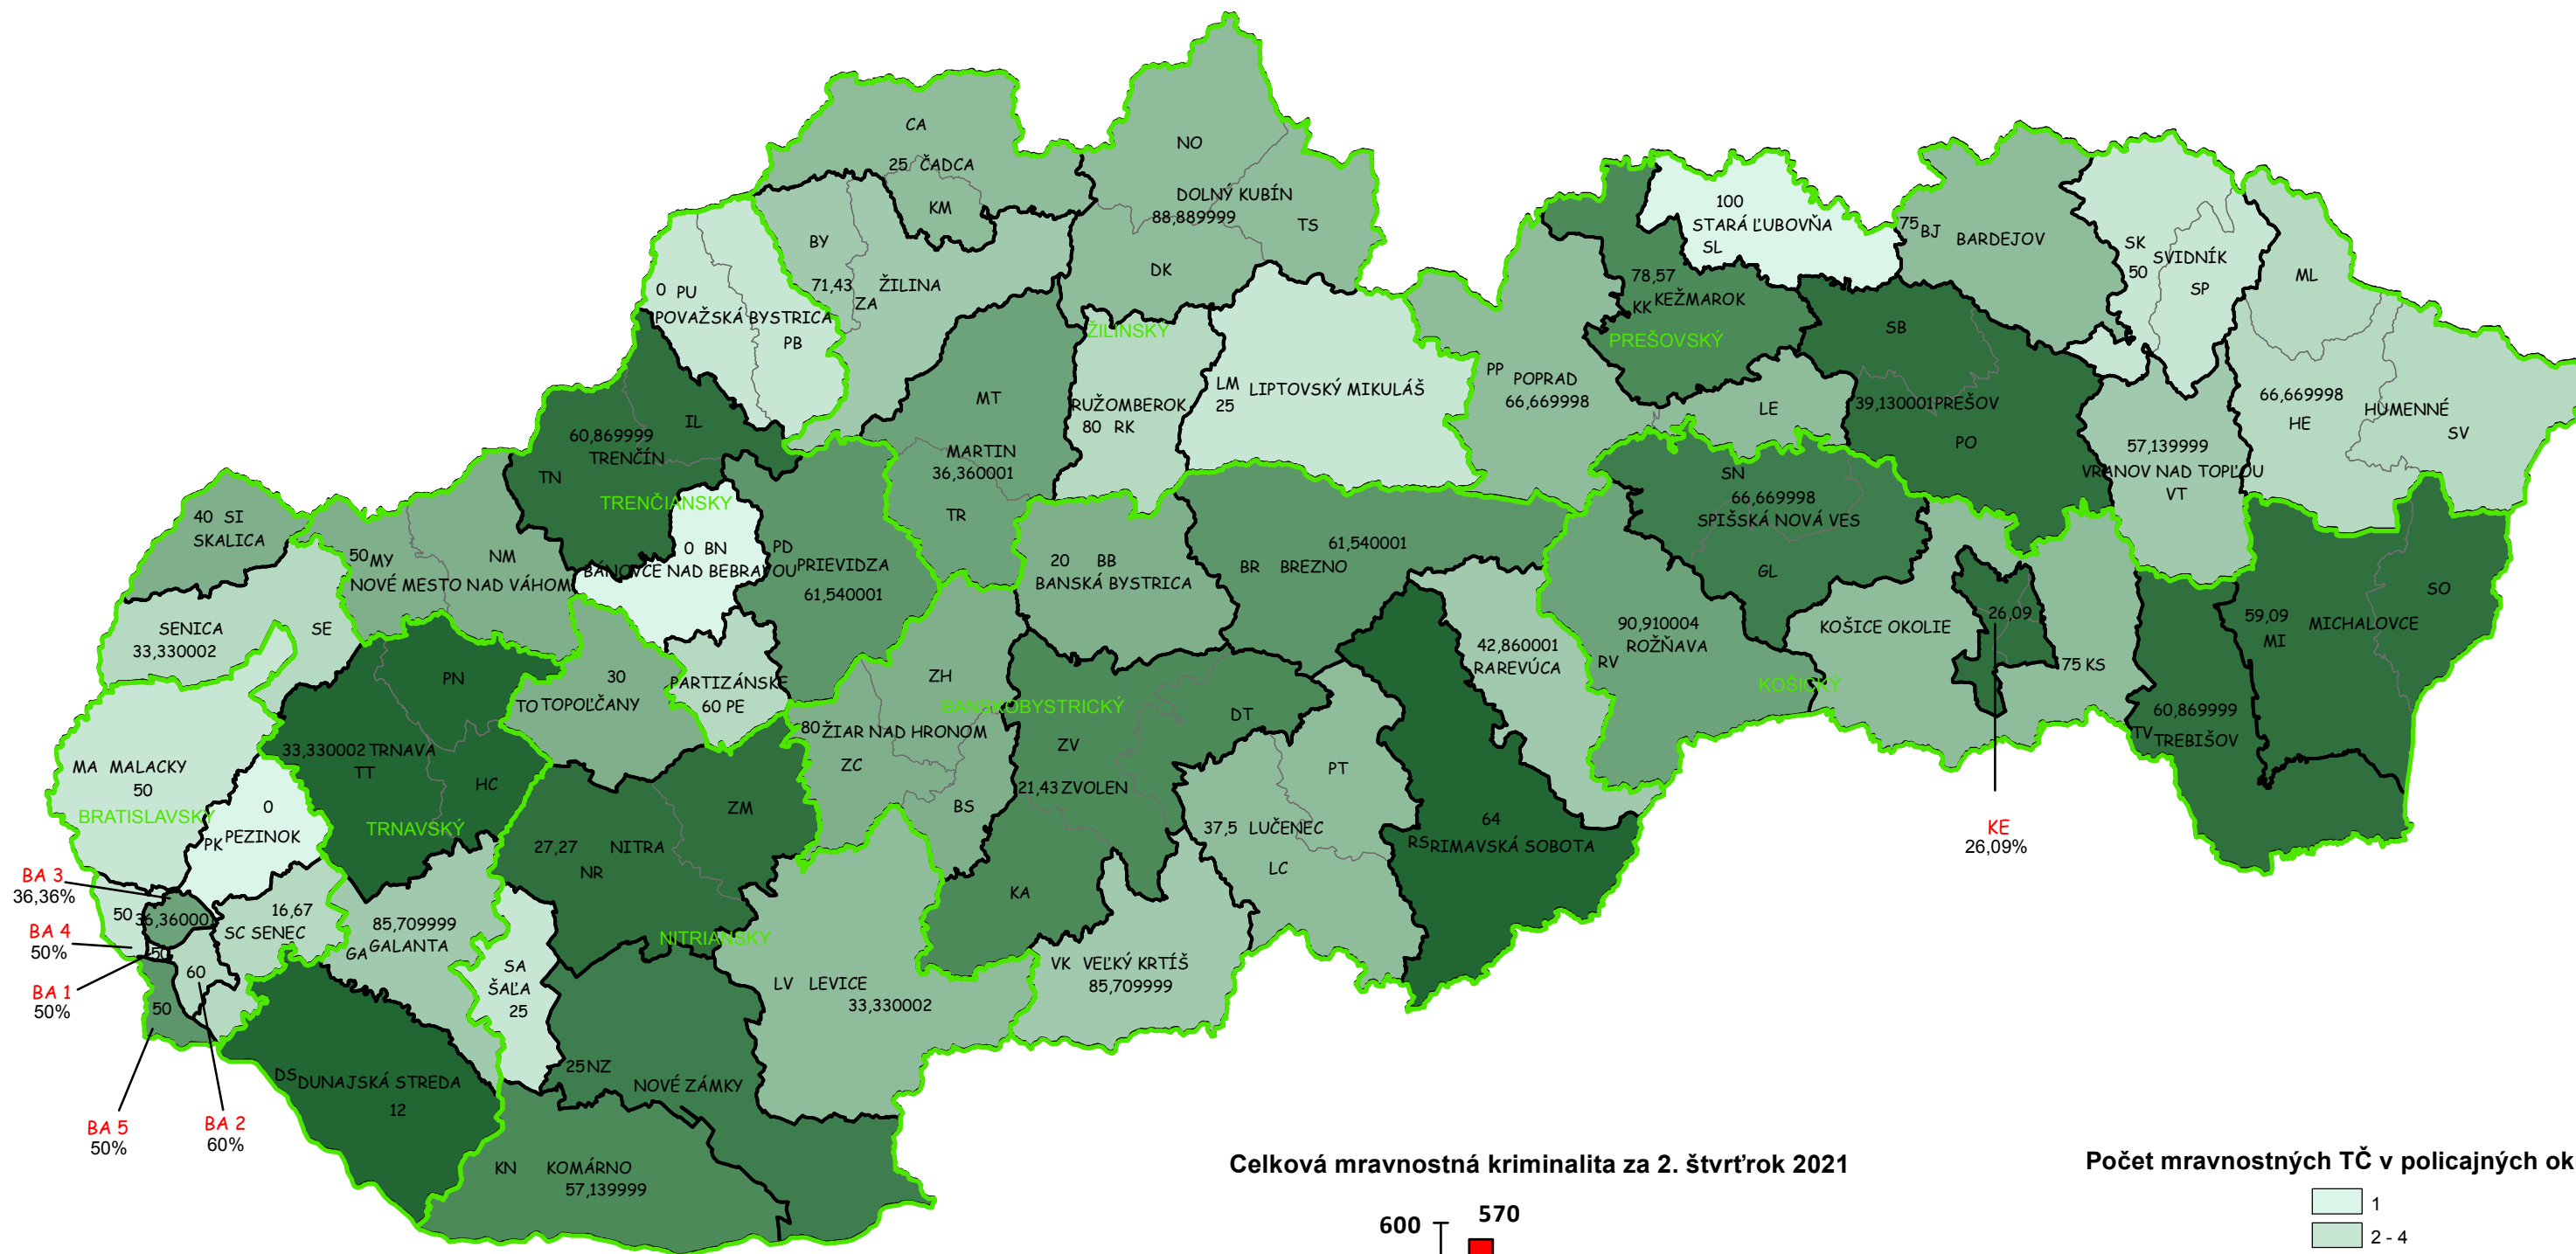 CA
25 ČADCA
KM
NO
DOLNÝ KUBÍN
88,889999
TS
DK
BY
71,43 ŽILINA
ZA
0 PU
POVAŽSKÁ BYSTRICA
PB
ŽILINSKÝ
MT
MARTIN
36,360001
TR
RUŽOMBEROK
80 RK
LM LIPTOVSKÝ MIKULÁŠ
25
100
STARÁ ĽUBOVŇA
SL
75 BJ BARDEJOV
SK
SVIDNÍK
50
SP
ML
78,57
KK KEŽMAROK
PREŠOVSKÝ
PP POPRAD
66,669998
LE
SB
39,130001 PREŠOV
PO
66,669998
HUMENNÉ
HE
SV
57,139999
VRANOV NAD TOPĽOU
VT
IL
60,869999
TRENČÍN
TN
TRENČIANSKY
0 BN
BÁNOVCE NAD BEBRAVOU
PD
PRIEVIDZA
61,540001
40 SI
SKALICA
50 MY
NM
NOVÉ MESTO NAD VÁHOM
SENICA
33,330002
SE
20 BB
BANSKÁ BYSTRICA
61,540001
BR BREZNO
SN
66,669998
SPIŠSKÁ NOVÁ VES
GL
42,860001
RAREVÚCA
90,910004
ROŽŇAVA
RV
KOŠICE OKOLIE
26,09
75 KS
KOŠICKÝ
59,09
MI
MICHALOVCE
SO
60,869999
TV TREBIŠOV
KE
26,09%
PN
33,330002 TRNAVA
TT
HC
TRNAVSKÝ
30
TO TOPOĽČANY
PARTIZÁNSKE
60 PE
ZH
80 ŽIAR NAD HRONOM
ZC
BS
BANSKOBYSTRICKÝ
DT
ZV
21,43 ZVOLEN
KA
PT
37,5 LUČENEC
LC
64
RS RIMAVSKÁ SOBOTA
MA MALACKY
50
BRATISLAVSKÝ
0
PEZINOK
PK
27,27 NITRA
NR
ZM
NITRIANSKY
BA 3
36,36%
50
BA 4
50%
50
BA 1
50%
60
50
BA 5
50%
BA 2
60%
16,67
SC SENEC
85,709999
GALANTA
GA
SA
ŠAĽA
25
LV LEVICE
33,330002
VK VEĽKÝ KRTÍŠ
85,709999
DS DUNAJSKÁ STREDA
12
25 NZ
NOVÉ ZÁMKY
KN KOMÁRNO
57,139999
Celková mravnostná kriminalita za 2. štvrťrok 2021
600
570
Počet mravnostných TČ v policajných
1
2 - 4